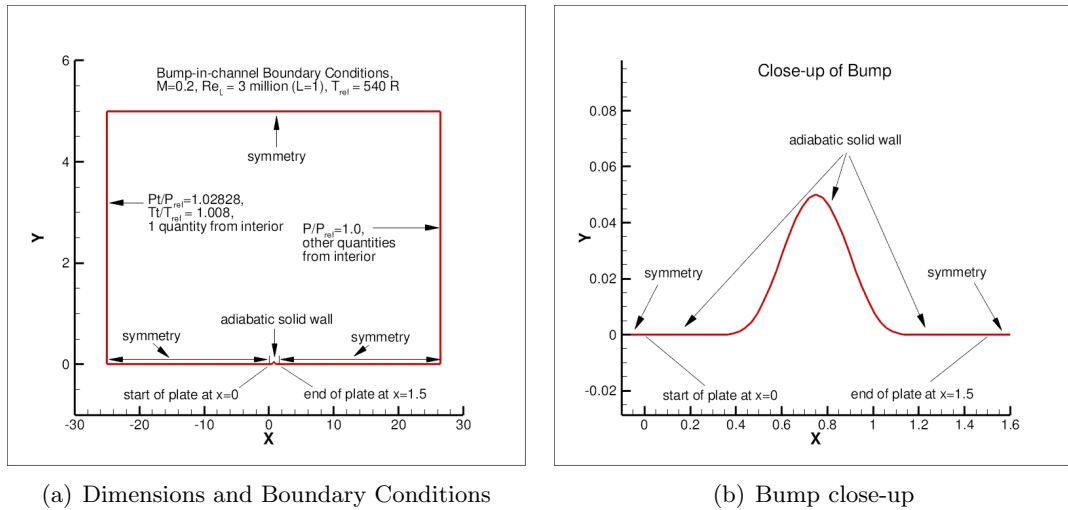 Bump-in-channel Boundary Conditions,
M=0.2, Re_L = 3 million (L=1), T_ref = 540 R
6
4
2
0
Y
symmetry
Pt/P_ref=1.02828,
Tt/T_ref = 1.008,
1 quantity from interior
P/P_ref=1.0,
other quantities
from interior
symmetry
adiabatic solid wall
symmetry
start of plate at x=0
end of plate at x=1.5
-30
-20
-10
0
10
20
30
X
(a) Dimensions and Boundary Conditions
Close-up of Bump
adiabatic solid wall
0.08
0.06
0.04
0.02
0
-0.02
Y
symmetry
symmetry
start of plate at x=0
end of plate at x=1.5
0
0.2
0.4
0.6
0.8
1
1.2
1.4
1.6
X
(b) Bump close-up